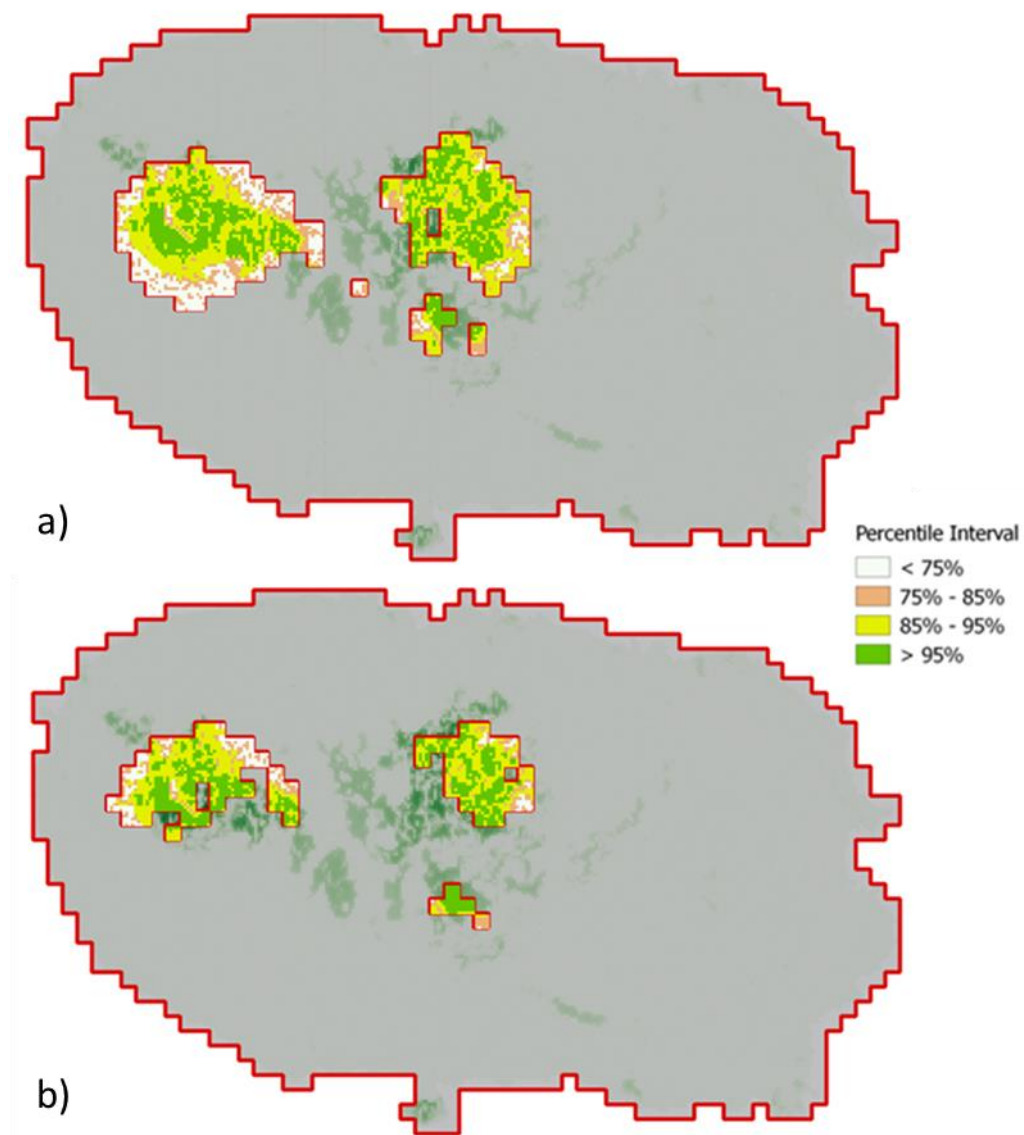 a)
Percentile Interval
< 75%
75% - 85%
85% - 95%
> 95%
b)